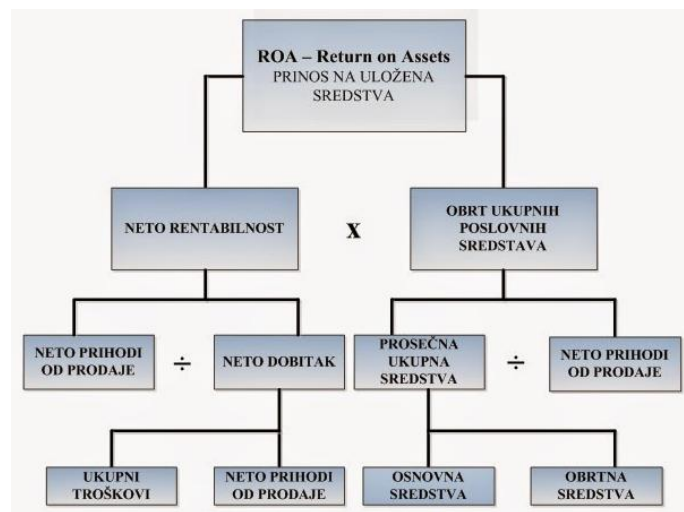 ROA – Return on Assets
PRINOS NA ULOŽENA
SREDSTVA
NETO RENTABILNOST
x
OBRT UKUPNIH
POSLOVNIH
SREDSTAVA
NETO PRIHODI
OD PRODAJE
÷
NETO DOBITAK
PROSEČNA
UKUPNA
SREDSTVA
÷
NETO PRIHODI
OD PRODAJE
UKUPNI
TROŠKOVI
NETO PRIHODI
OD PRODAJE
OSNOVNA
SREDSTVA
OBRTNA
SREDSTVA